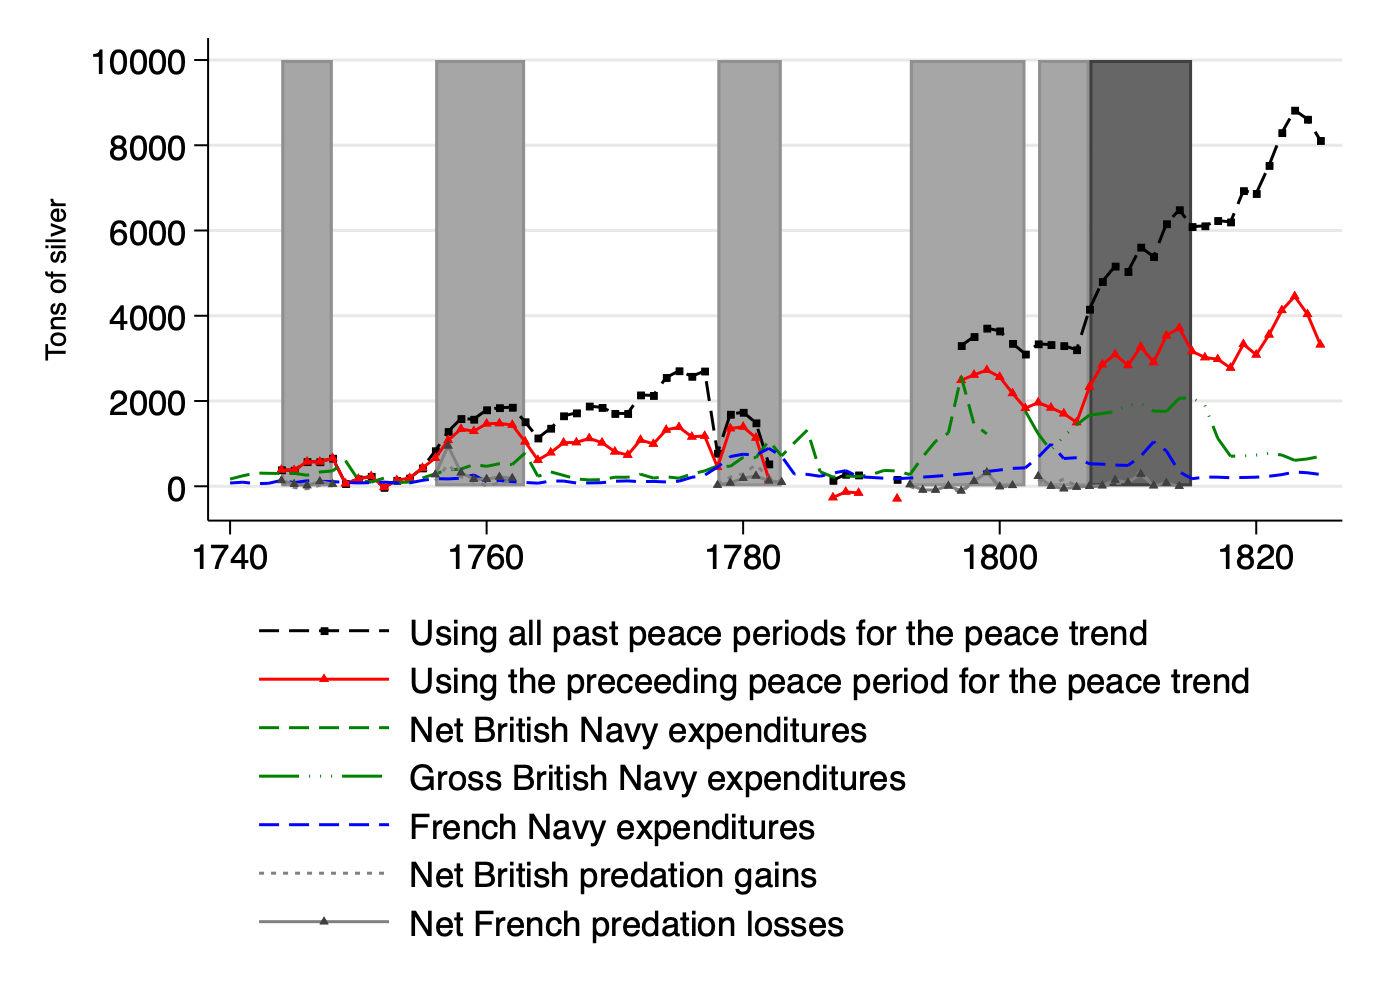 10000
8000
6000
4000
2000
0
Tons of silver
1740 1760 1780 1800 1820
Using all past peace periods for the peace trend
Using the preceeding peace period for the peace trend
Net British Navy expenditures
Gross British Navy expenditures
French Navy expenditures
Net British predation gains
Net French predation losses